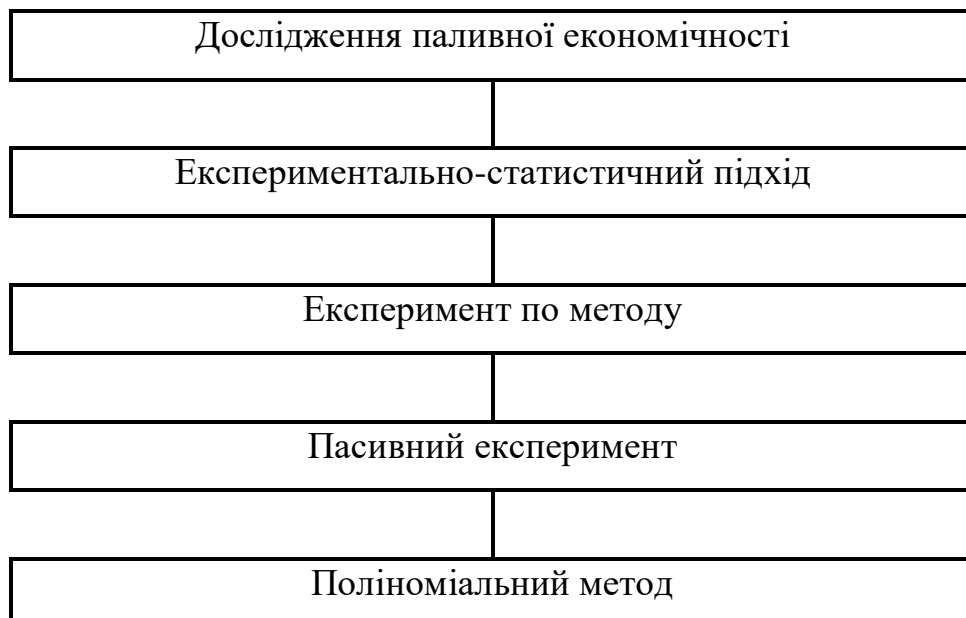 Дослідження паливної економічності
Експериментально-статистичний підхід
Експеримент по методу
Пасивний експеримент
Поліноміальний метод